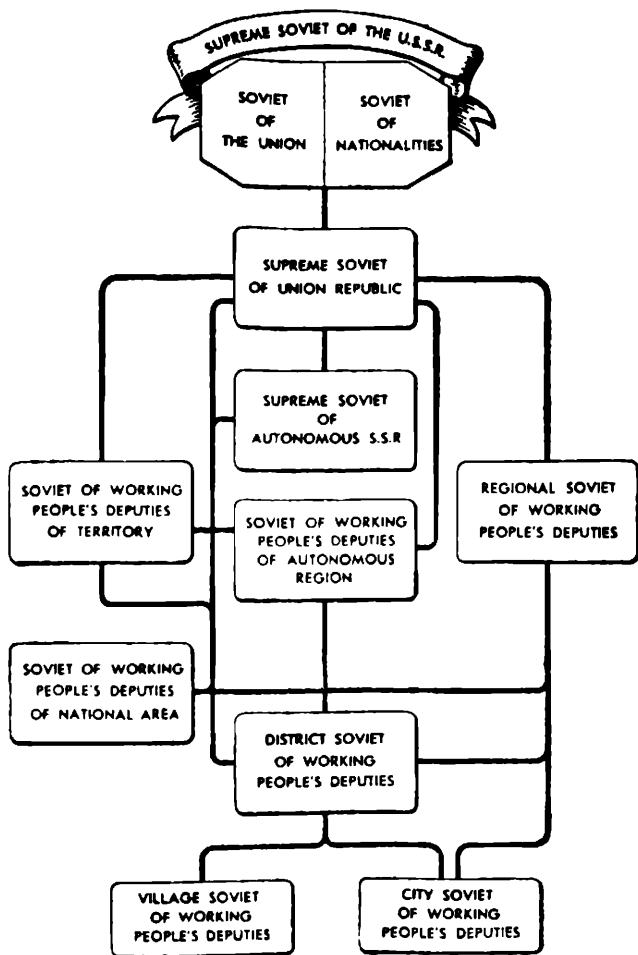 SUPREME SOVIET OF THE U.S.S.R.
SOVIET
OF
THE UNION
SOVIET
OF
NATIONALITIES
SUPREME SOVIET
OF UNION REPUBLIC
SUPREME SOVIET
OF
AUTONOMOUS S.S.R
SOVIET OF WORKING
PEOPLE'S DEPUTIES
OF TERRITORY
SOVIET OF WORKING
PEOPLE'S DEPUTIES
OF AUTONOMOUS
REGION
REGIONAL SOVIET
OF WORKING
PEOPLE'S DEPUTIES
SOVIET OF WORKING
PEOPLE'S DEPUTIES
OF NATIONAL AREA
DISTRICT SOVIET
OF WORKING
PEOPLE'S DEPUTIES
VILLAGE SOVIET
OF WORKING
PEOPLE'S DEPUTIES
CITY SOVIET
OF WORKING
PEOPLE'S DEPUTIES